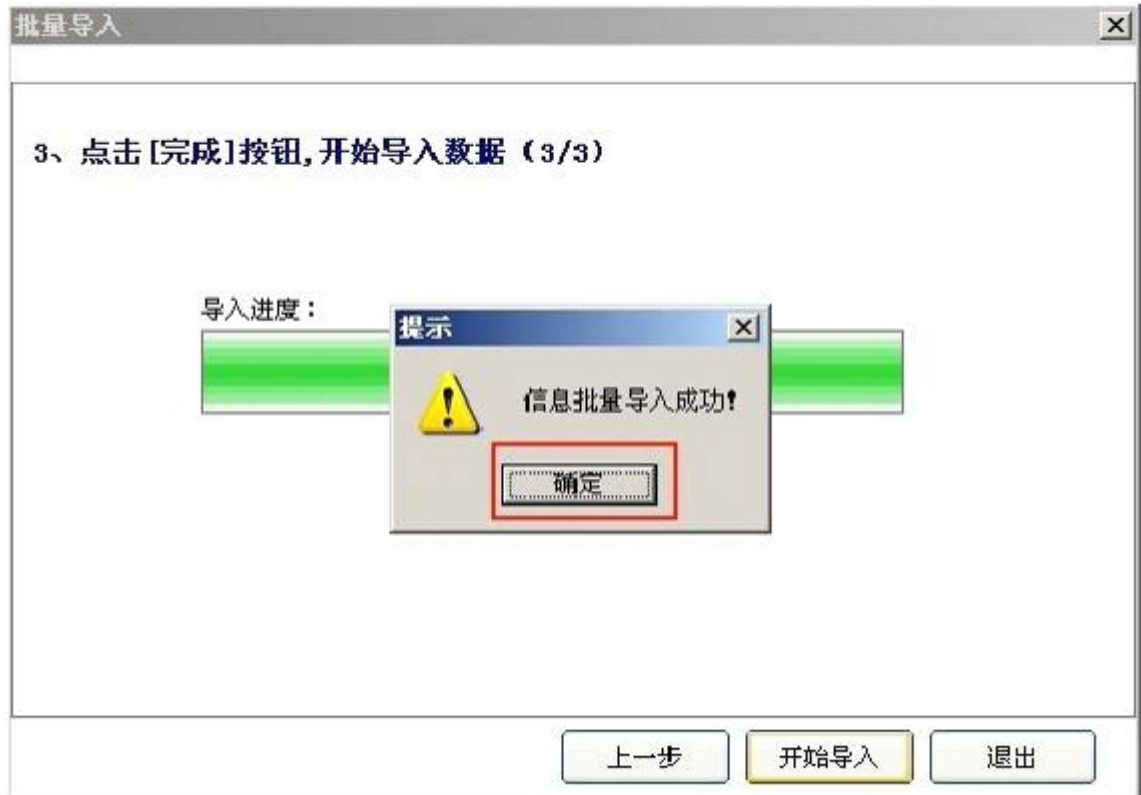 批量导入
3、点击[完成]按钮,开始导入数据（3/3）
导入进度：
提示
信息批量导入成功!
确定
上一步
开始导入
退出